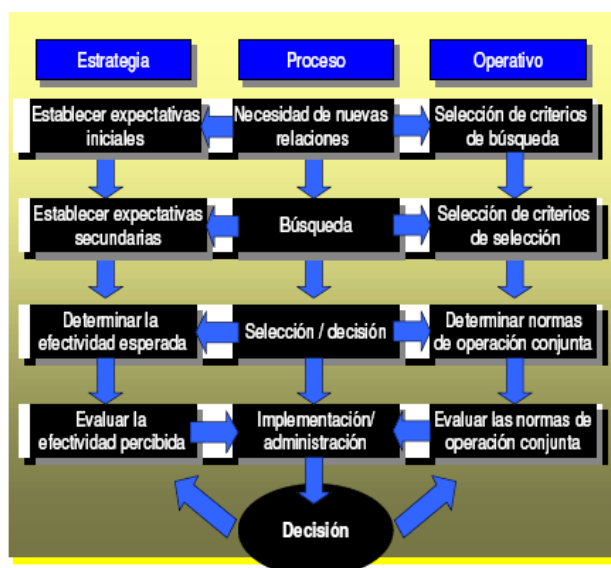 Estrategia
Proceso
Operativo
Establecer expectativas
iniciales
Necesidad de nuevas
relaciones
Selección de criterios
de búsqueda
Establecer expectativas
secundarias
Búsqueda
Selección de criterios
de selección
Determinar la
efectividad esperada
Selección / decisión
Determinar normas
de operación conjunta
Evaluar la
efectividad percibida
Implementación/
administración
Evaluar las normas de
operación conjunta
Decisión